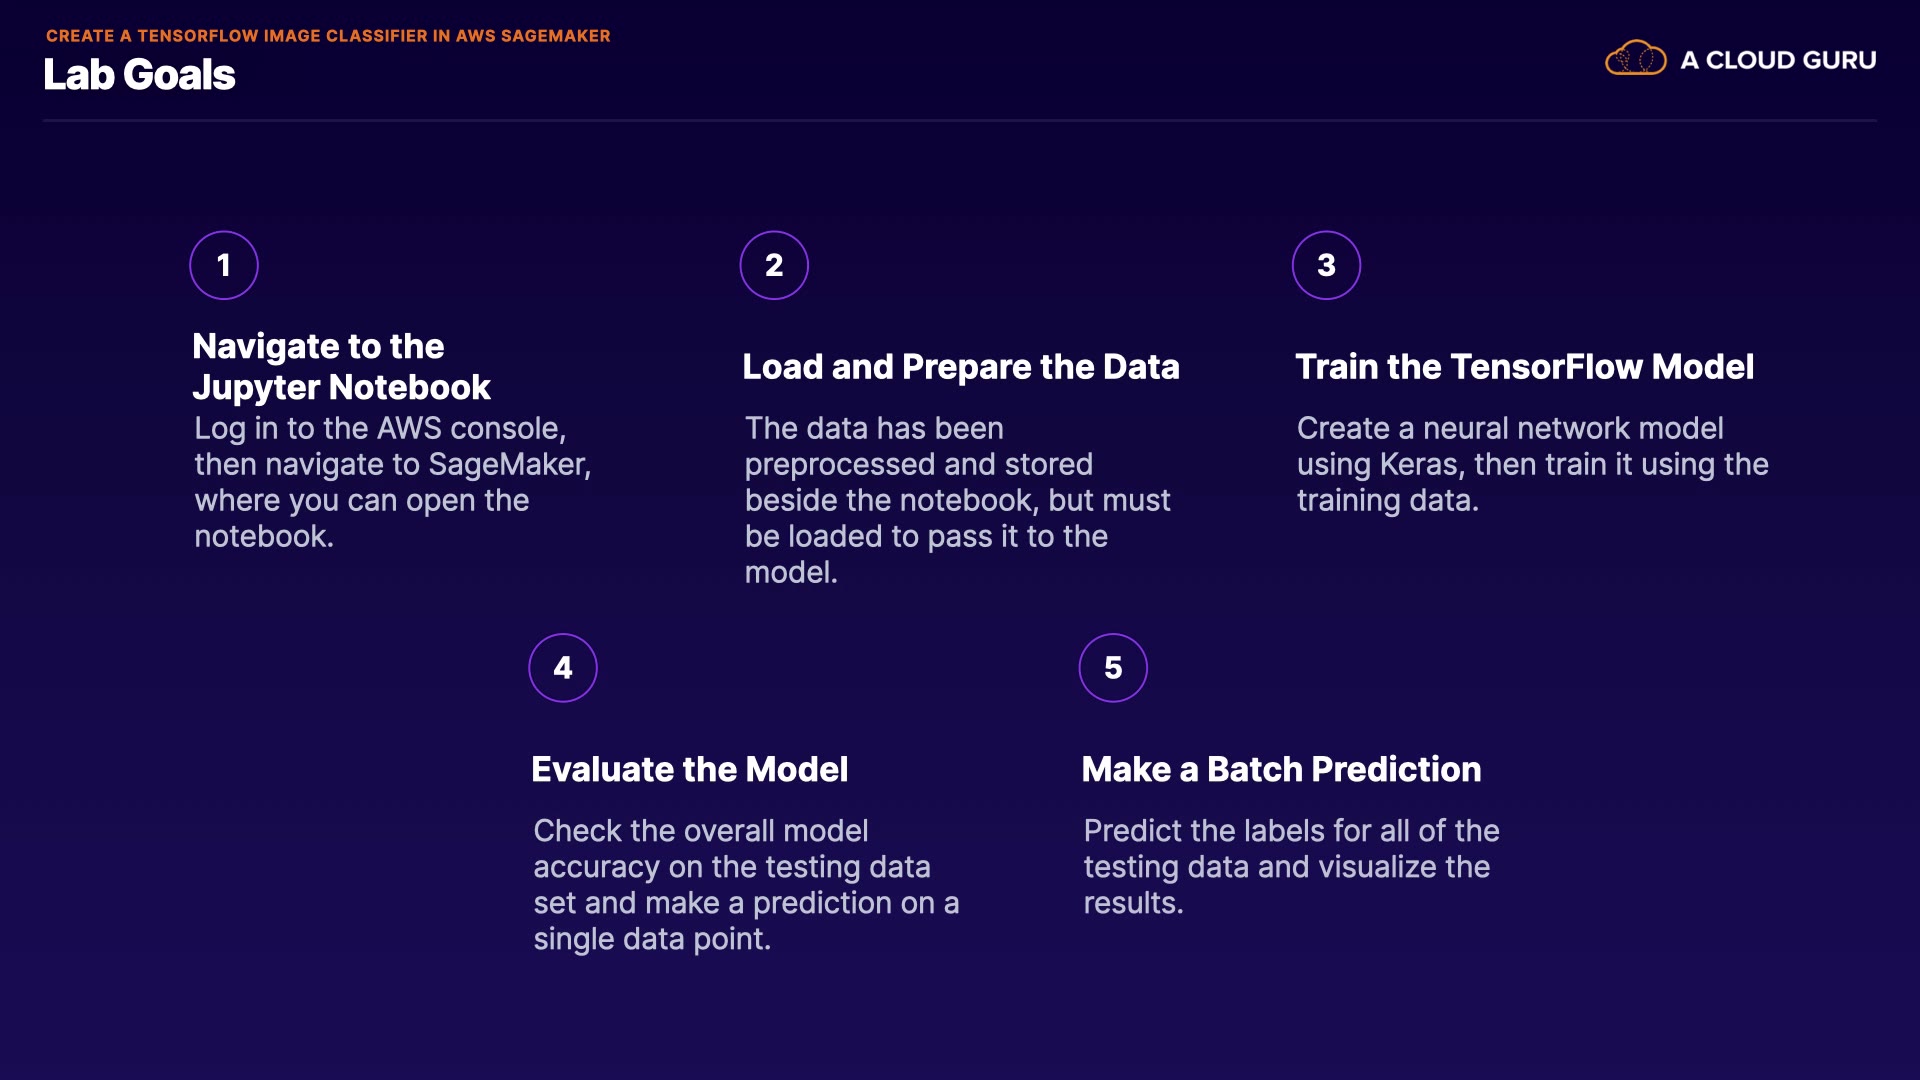 CREATE A TENSORFLOW IMAGE CLASSIFIER IN AWS SAGEMAKER
Lab Goals
A CLOUD GURU
1
Navigate to the
Jupyter Notebook
Log in to the AWS console,
then navigate to SageMaker,
where you can open the
notebook.
2
Load and Prepare the Data
The data has been
preprocessed and stored
beside the notebook, but must
be loaded to pass it to the
model.
3
Train the TensorFlow Model
Create a neural network model
using Keras, then train it using the
training data.
4
Evaluate the Model
Check the overall model
accuracy on the testing data
set and make a prediction on a
single data point.
5
Make a Batch Prediction
Predict the labels for all of the
testing data and visualize the
results.